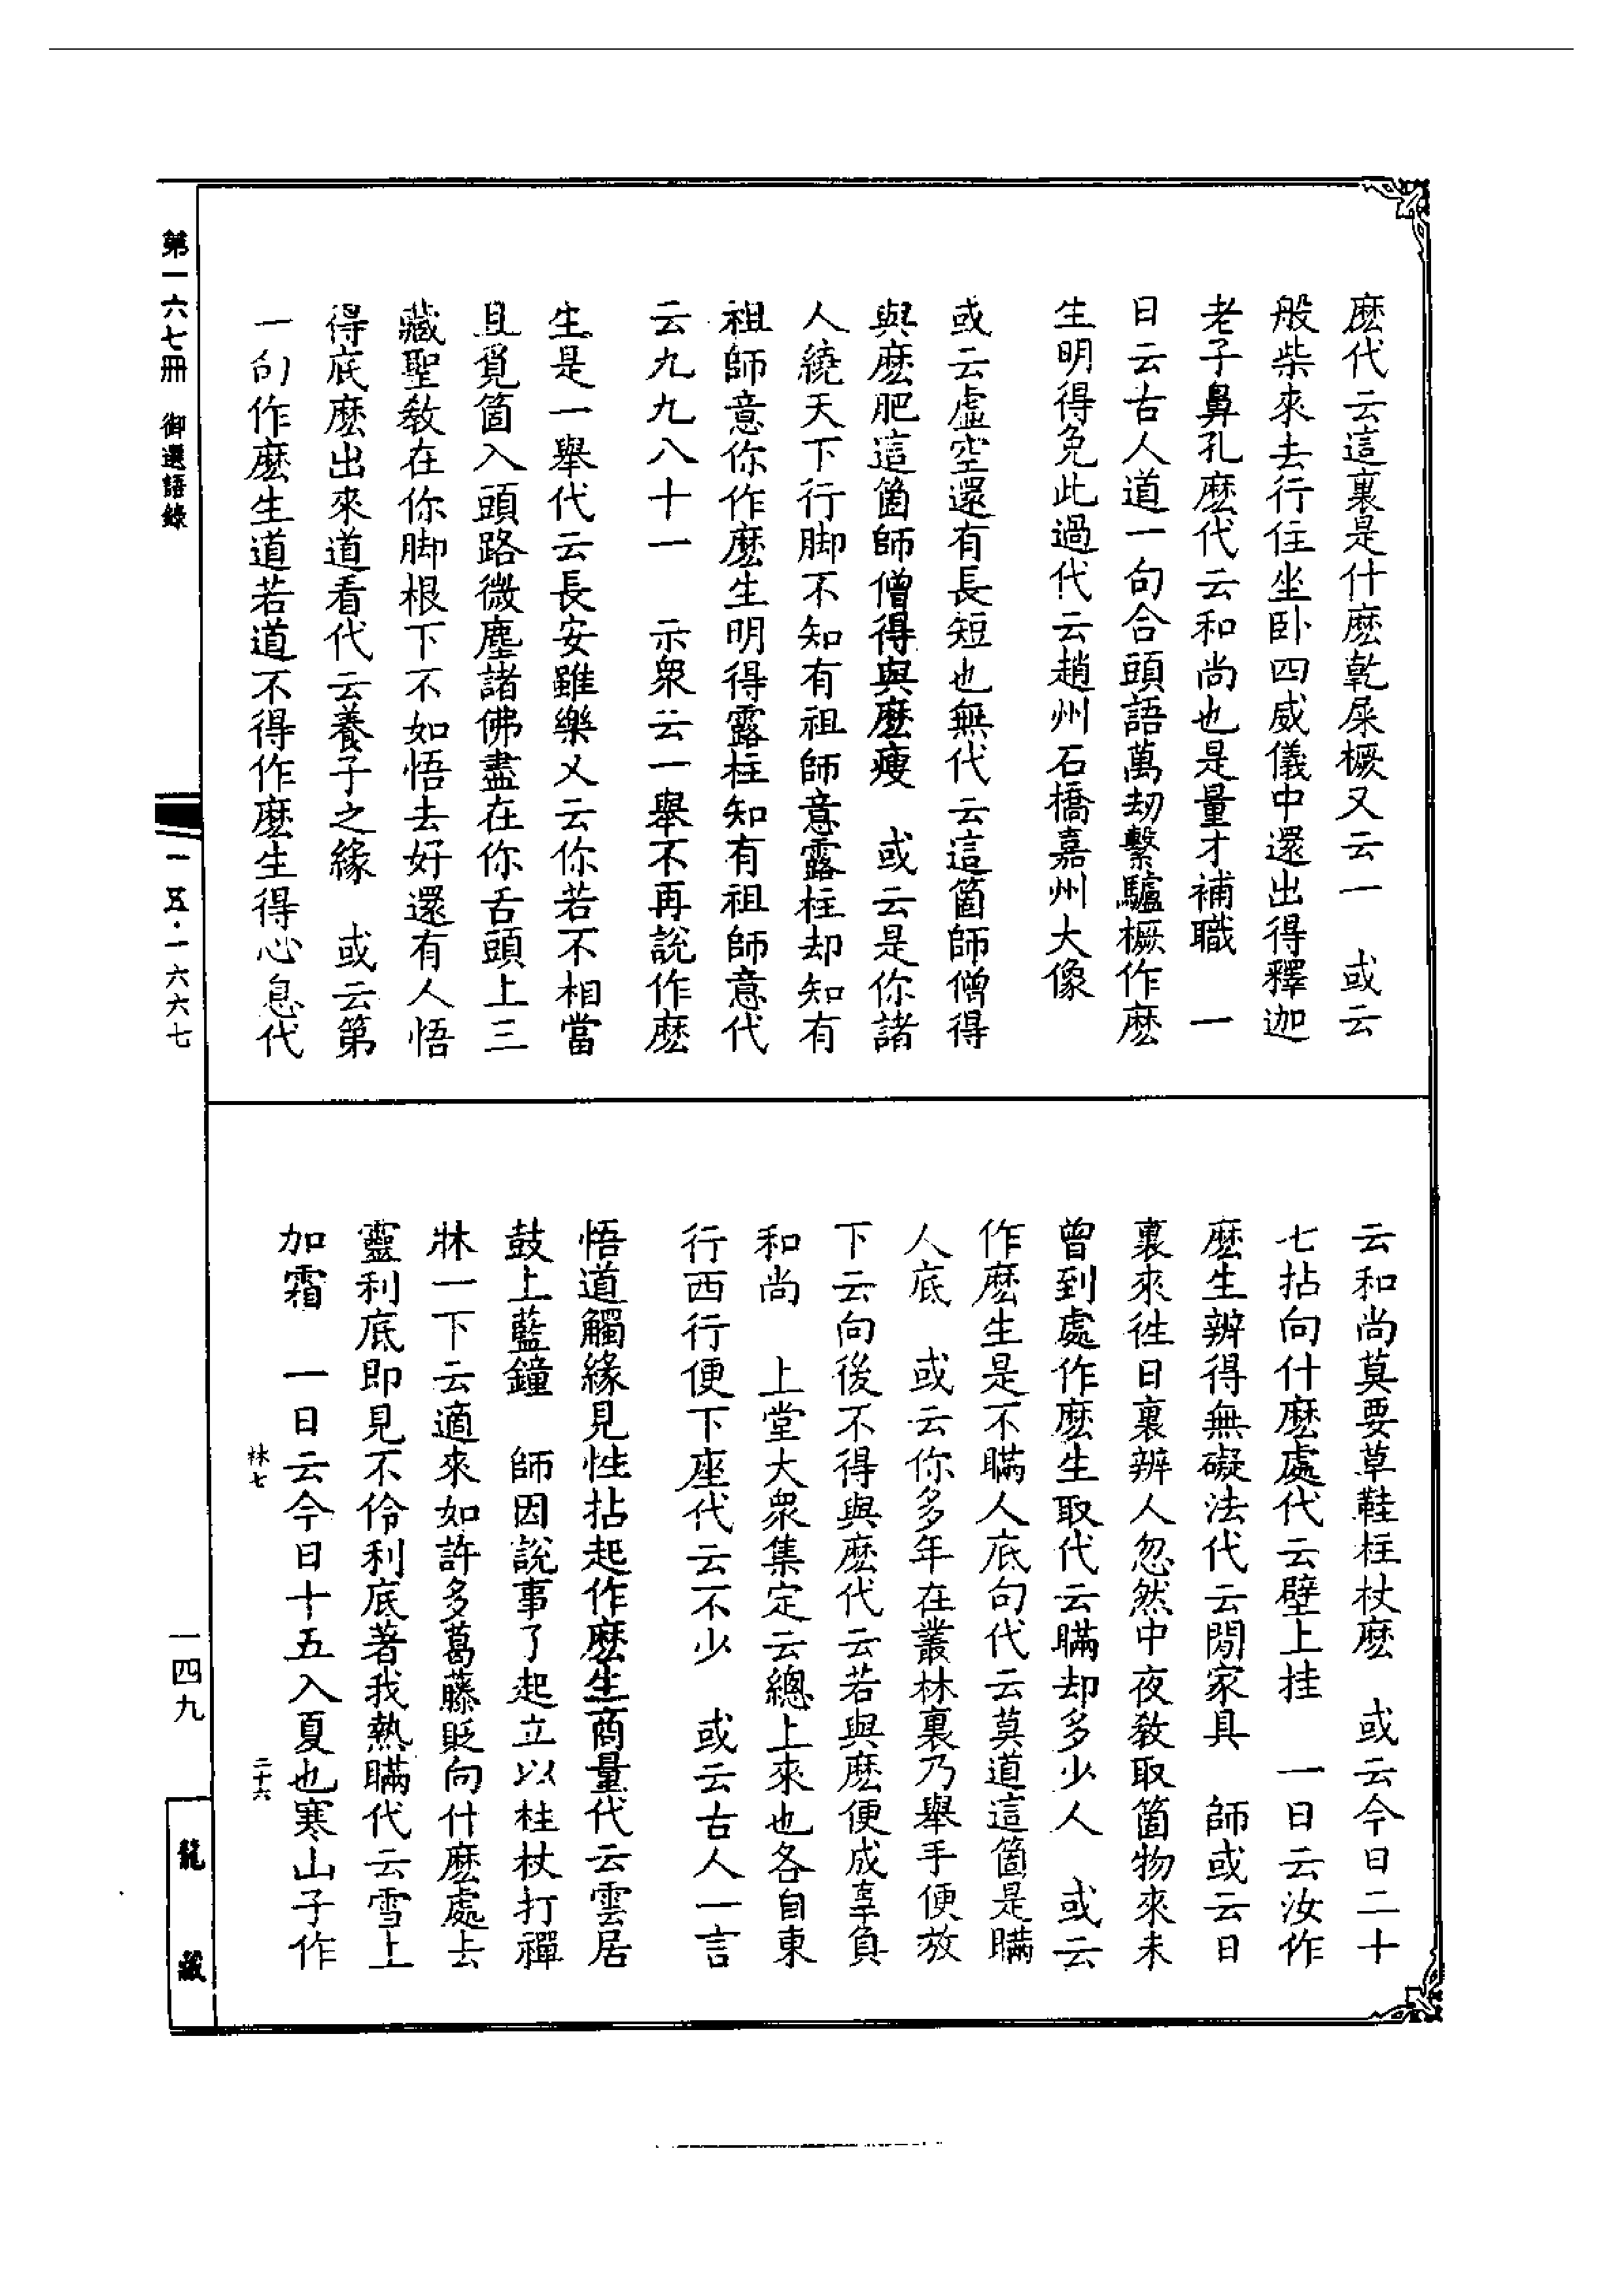 麽代云這裏是什麽乾屎橛又云一　或云
般柴來去行住坐卧四威儀中還出得釋迦
老子鼻孔麽代云和尚也是量才補職　一
日云古人道一句合頭語萬劫繫驢橛作麽
生明得免此過代云趙州石橋嘉州大像
或云虛空還有長短也無代云這箇師僧得
與麽肥這箇師僧得與麽瘦　或云是你諸
人繞天下行脚不知有祖師意露柱却知有
祖師意你作麽生明得露柱知有祖師意代
云九九八十一　示衆云一舉不再說作麽
生是一舉代云長安雖樂又云你若不相當
且覓箇入頭路微塵諸佛盡在你舌頭上三
藏聖教在你脚根下不如悟去好還有人悟
得底麽出來道看代云養子之緣　或云第
一句作麽生道若道不得作麽生得心息代
云和尚莫要草鞋柱杖麽　或云今日二十
七拈向什麽處代云壁上挂　一日云汝作
麽生辨得無礙法代云閒家具　師或云日
裏來徃日裏辨人忽然中夜教取箇物來未
曾到處作麽生取代云瞞却多少人　或云
作麽生是不瞞人底句代云莫道這箇是瞞
人底　或云你多年在叢林裏乃舉手便放
下云向後不得與麽代云若與麽便成辜負
和尚　上堂大衆集定云總上來也各自東
行西行便下座代云不少　或云古人一言
悟道觸緣見性拈起作麽生商量代云雲居
鼓上藍鐘　師因說事了起立以柱杖打禪
牀一下云適來如許多葛藤貶向什麽處去
靈利底即見不伶利底著我熱瞞代云雪上
加霜　一日云今日十五入夏也寒山子作
林七　二十六
第一六七冊　御選語錄
一五·一六六七
一四九
龍藏